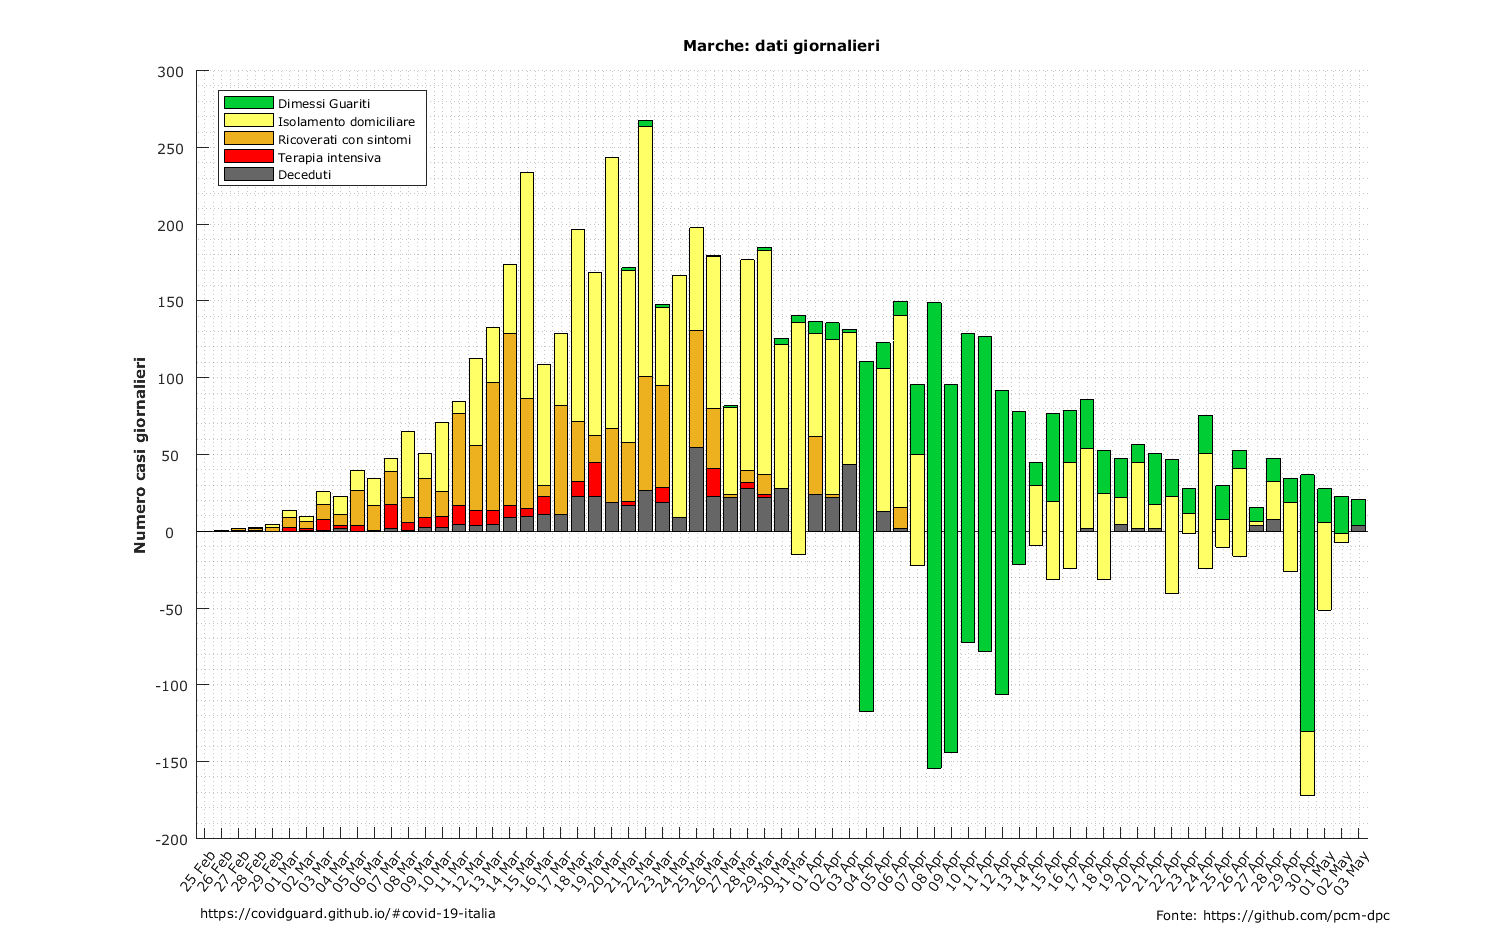 Marche: dati giornalieri
Dimessi Guariti
Isolamento domiciliare
Ricoverati con sintomi
Terapia intensiva
Deceduti
Numero casi giornalieri
300
250
200
150
100
50
0
-50
-100
-150
-200
25 Feb
26 Feb
27 Feb
28 Feb
29 Feb
01 Mar
02 Mar
03 Mar
04 Mar
05 Mar
06 Mar
07 Mar
08 Mar
09 Mar
10 Mar
11 Mar
12 Mar
13 Mar
14 Mar
15 Mar
16 Mar
17 Mar
18 Mar
19 Mar
20 Mar
21 Mar
22 Mar
23 Mar
24 Mar
25 Mar
26 Mar
27 Mar
28 Mar
29 Mar
30 Mar
31 Mar
01 Apr
02 Apr
03 Apr
04 Apr
05 Apr
06 Apr
07 Apr
08 Apr
09 Apr
10 Apr
11 Apr
12 Apr
13 Apr
14 Apr
15 Apr
16 Apr
17 Apr
18 Apr
19 Apr
20 Apr
21 Apr
22 Apr
23 Apr
24 Apr
25 Apr
26 Apr
27 Apr
28 Apr
29 Apr
30 Apr
01 May
02 May
03 May
https://covidguard.github.io/#covid-19-italia
Fonte: https://github.com/pcm-dpc